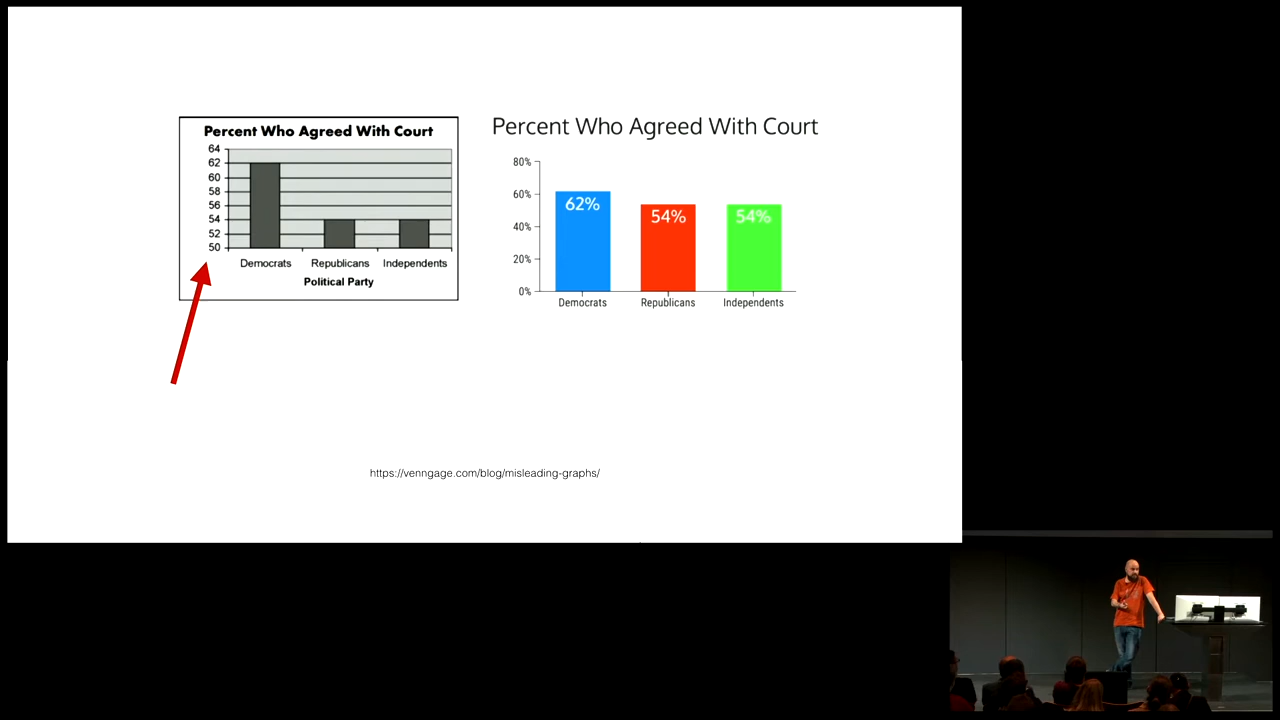 Percent Who Agreed With Court
64
62
60
58
56
54
52
50
Democrats Republicans Independents
Political Party
Percent Who Agreed With Court
80%
60%
40%
20%
0%
62% 54% 54%
Democrats Republicans Independents
https://venngage.com/blog/misleading-graphs/